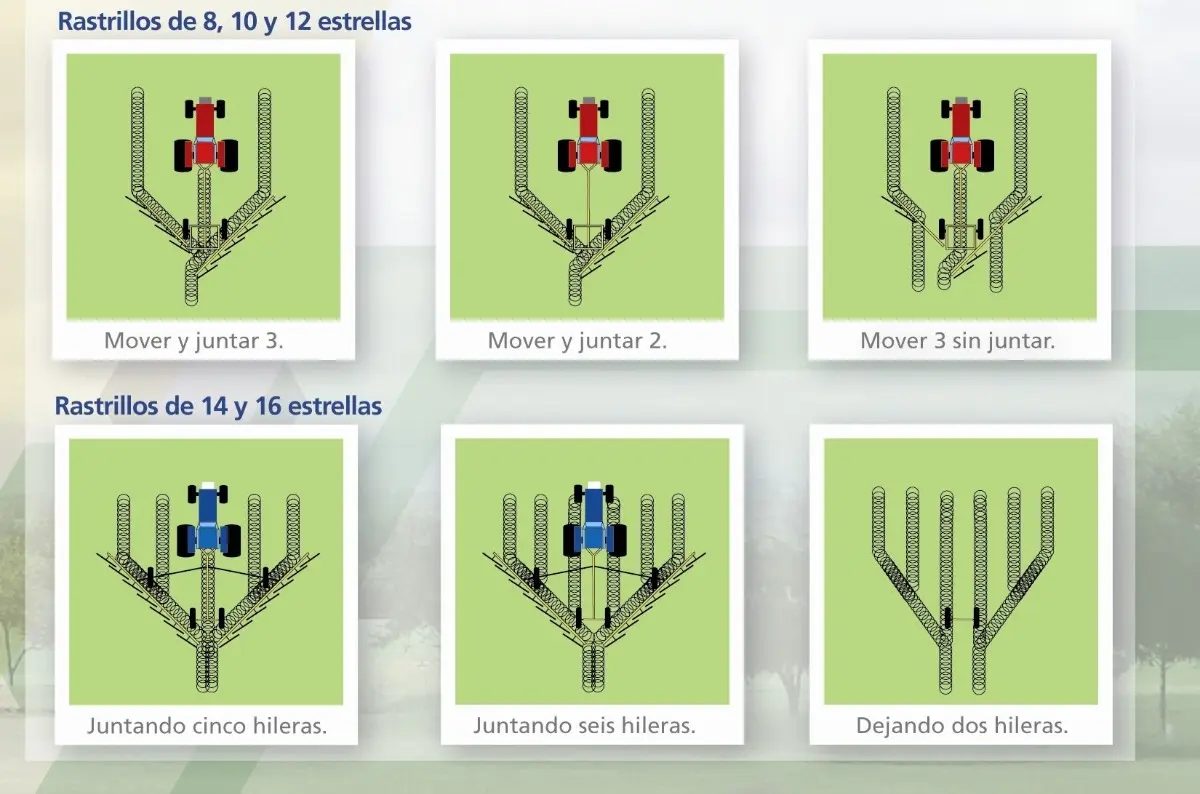 Rastrillos de 8, 10 y 12 estrellas
Mover y juntar 3.
Mover y juntar 2.
Mover 3 sin juntar.
Rastrillos de 14 y 16 estrellas
Juntando cinco hileras.
Juntando seis hileras.
Dejando dos hileras.